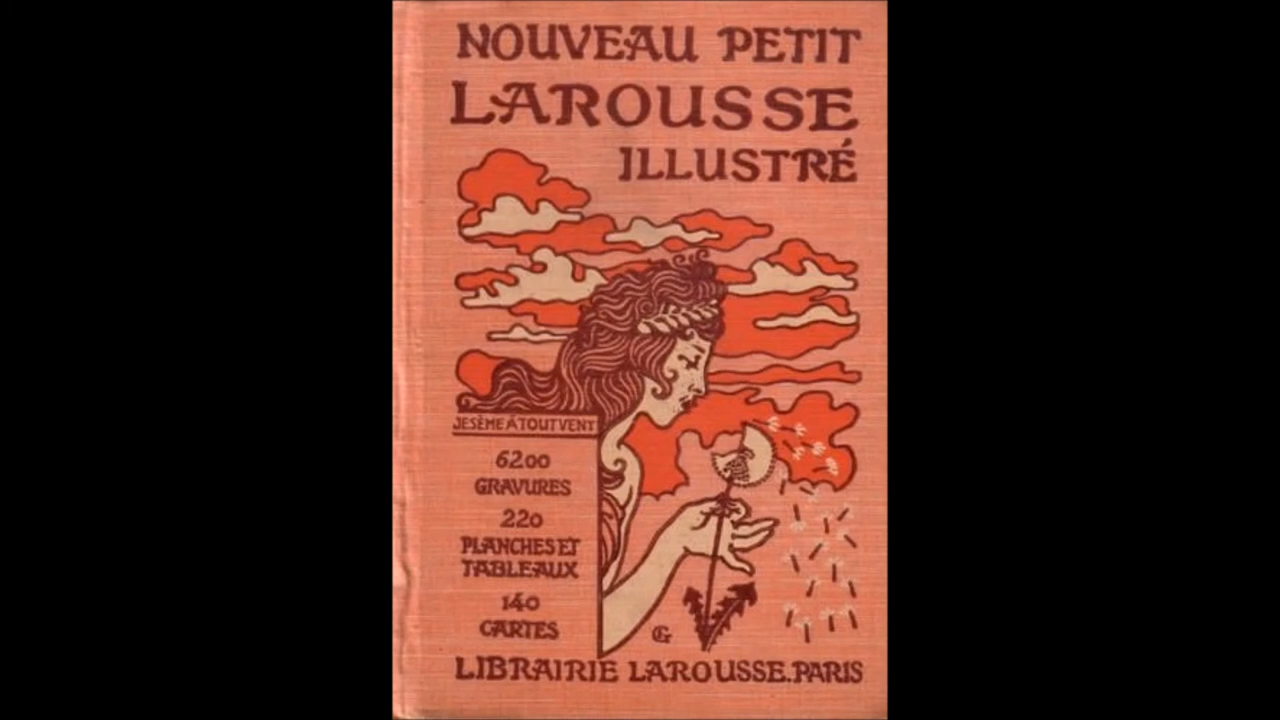 NOUVEAU PETIT
LAROUSSE
ILLUSTRÉ
JE SÈME À TOUT VENT
6200
GRAVURES
220
PLANCHES ET
TABLEAUX
140
CARTES
G
LIBRAIRIE LAROUSSE. PARIS